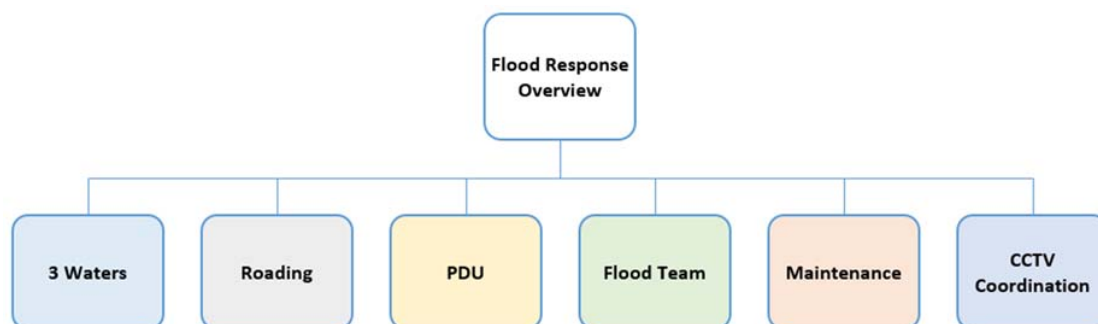 Flood Response
Overview
3 Waters
Roading
PDU
Flood Team
Maintenance
CCTV
Coordination